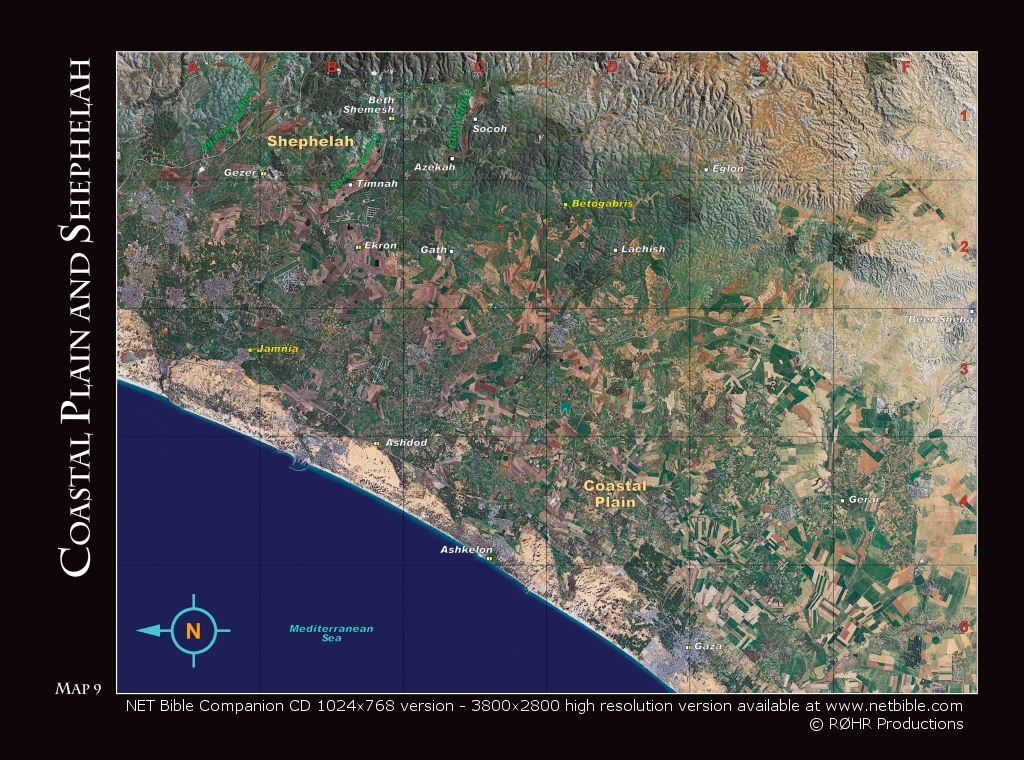 COASTAL PLAIN AND SHEPHELAH
A B C D E F
1
Beth
Shemesh
Socoh
Shephelah
Azekah
Gezer
Eglon
Timnah
Betogabris
Ekron
Gath
Lachish
2
Beer Sheba
Jamnia
3
Ashdod
Coastal
Plain
Gerar
4
Ashkelon
N
Mediterranean
Sea
5
Gaza
MAP 9
NET Bible Companion CD 1024x768 version - 3800x2800 high resolution version available at www.netbible.com
© RØHR Productions